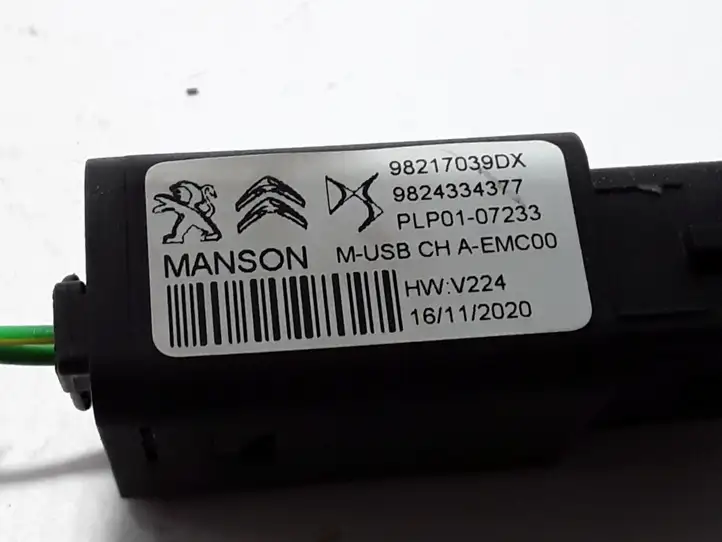 98217039DX
9824334377
PLP01-07233
MANSON M-USB CH A-EMC00
HW:V224
16/11/2020